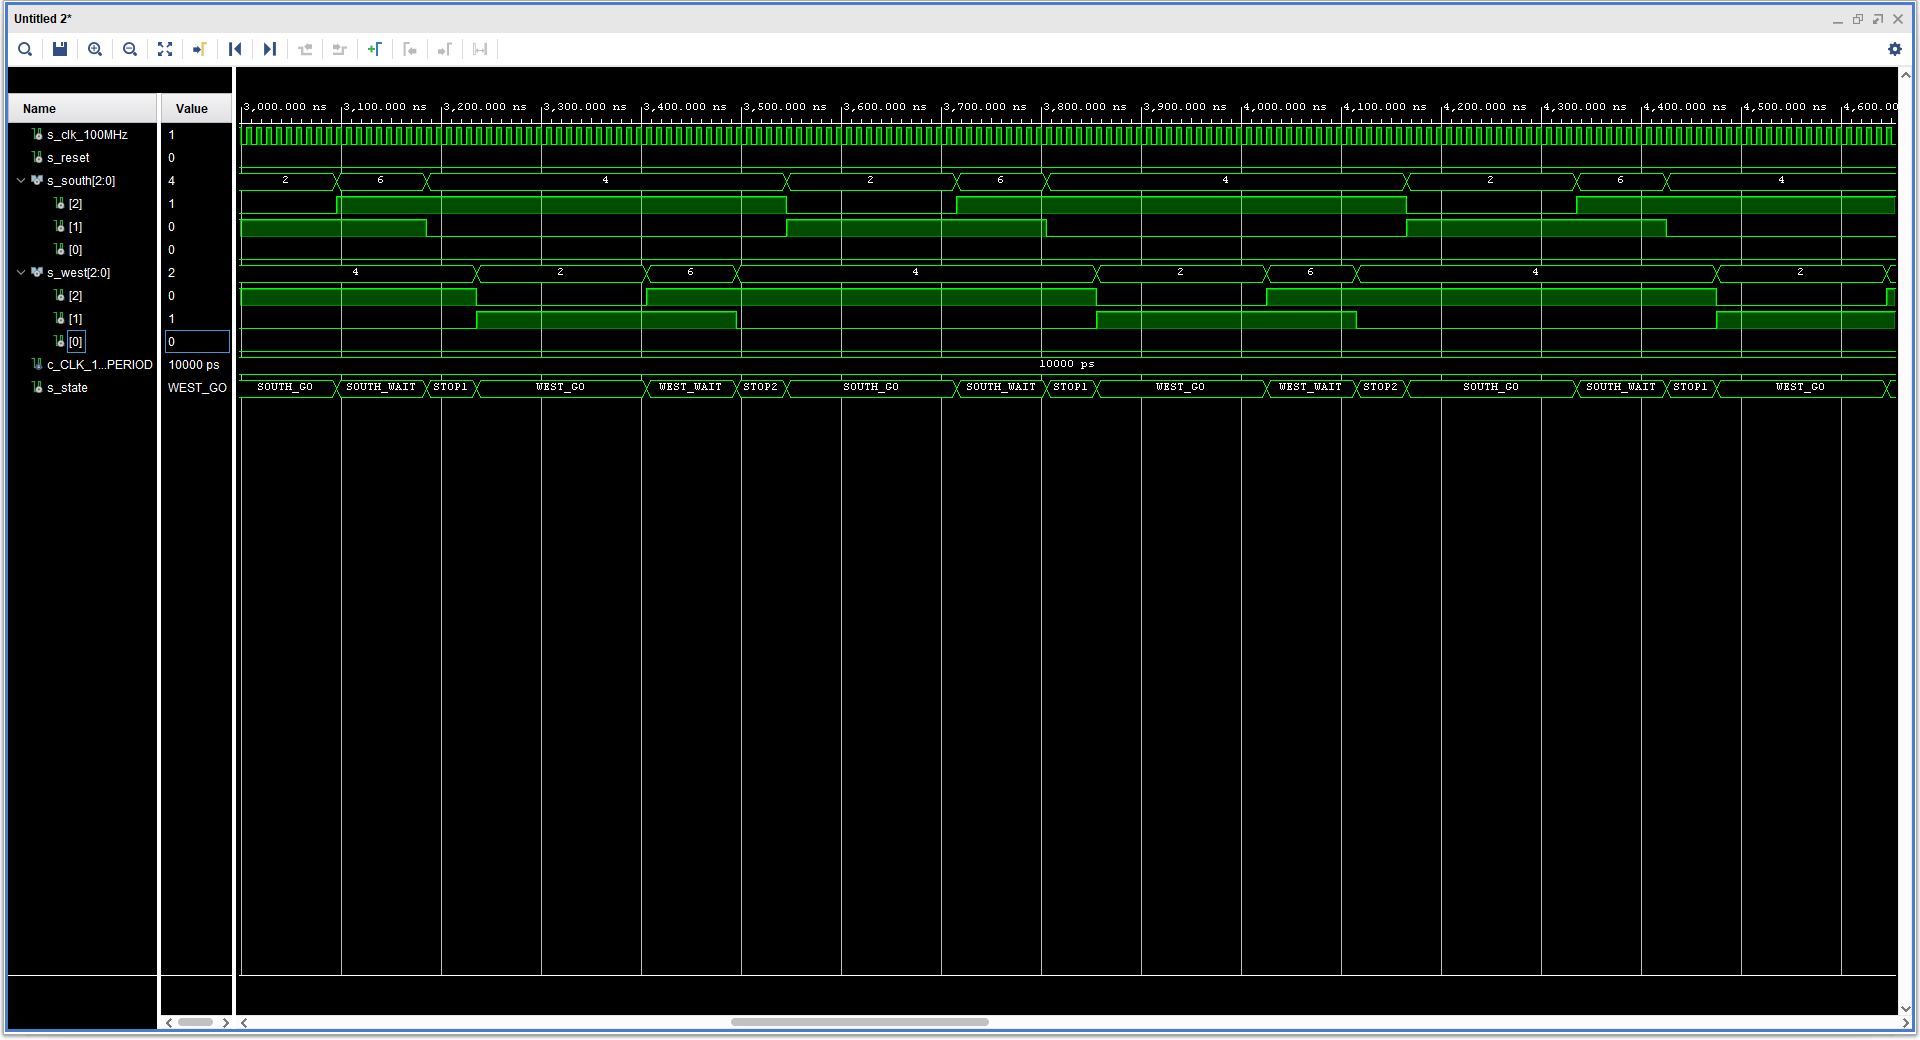 Untitled 2*
Name Value
3,000.000 ns 3,100.000 ns 3,200.000 ns 3,300.000 ns 3,400.000 ns 3,500.000 ns 3,600.000 ns 3,700.000 ns 3,800.000 ns 3,900.000 ns 4,000.000 ns 4,100.000 ns 4,200.000 ns 4,300.000 ns 4,400.000 ns 4,500.000 ns 4,600.00
s_clk_100MHz 1
s_reset 0
s_south[2:0] 4 2 6 4 2 6 4 2 6 4
[2] 1
[1] 0
[0] 0
s_west[2:0] 2 4 2 6 4 2 6 4 2
[2] 0
[1] 1
[0] 0
c_CLK_1...PERIOD 10000 ps 10000 ps
s_state WEST_GO SOUTH_GO SOUTH_WAIT STOP1 WEST_GO WEST_WAIT STOP2 SOUTH_GO SOUTH_WAIT STOP1 WEST_GO WEST_WAIT STOP2 SOUTH_GO SOUTH_WAIT STOP1 WEST_GO